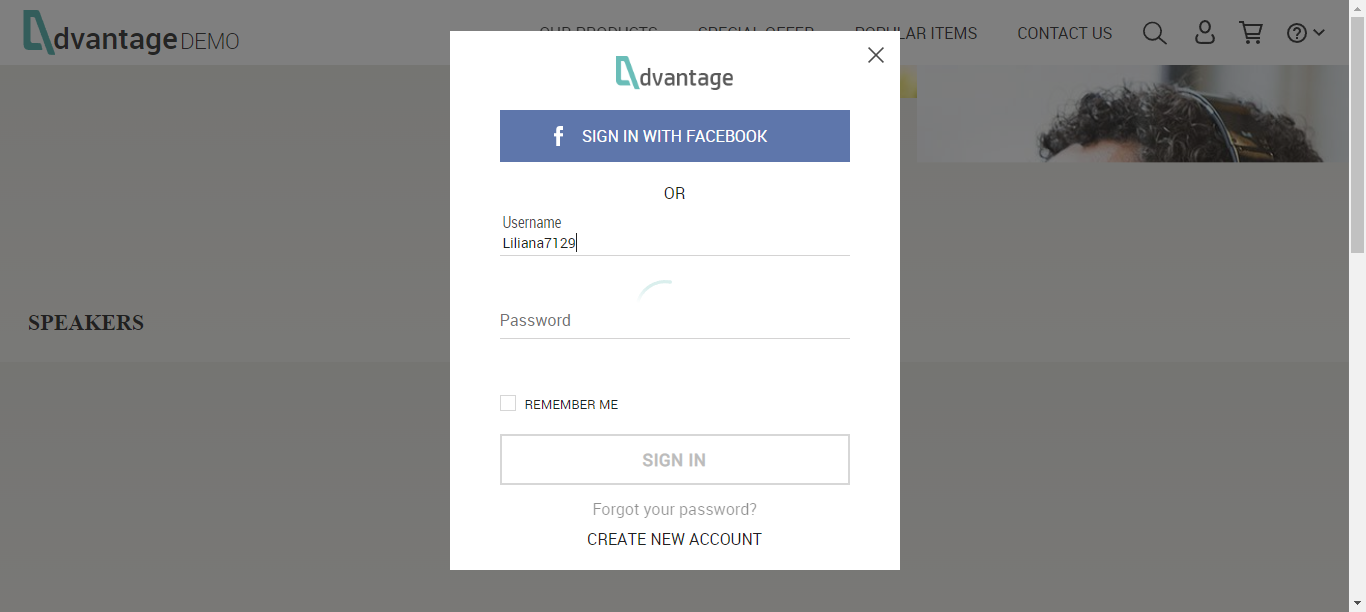 dvantage DEMO
OUR PRODUCTS SPECIAL OFFER POPULAR ITEMS CONTACT US
dvantage
SIGN IN WITH FACEBOOK
OR
Username
Liliana7129
Password
SPEAKERS
REMEMBER ME
SIGN IN
Forgot your password?
CREATE NEW ACCOUNT